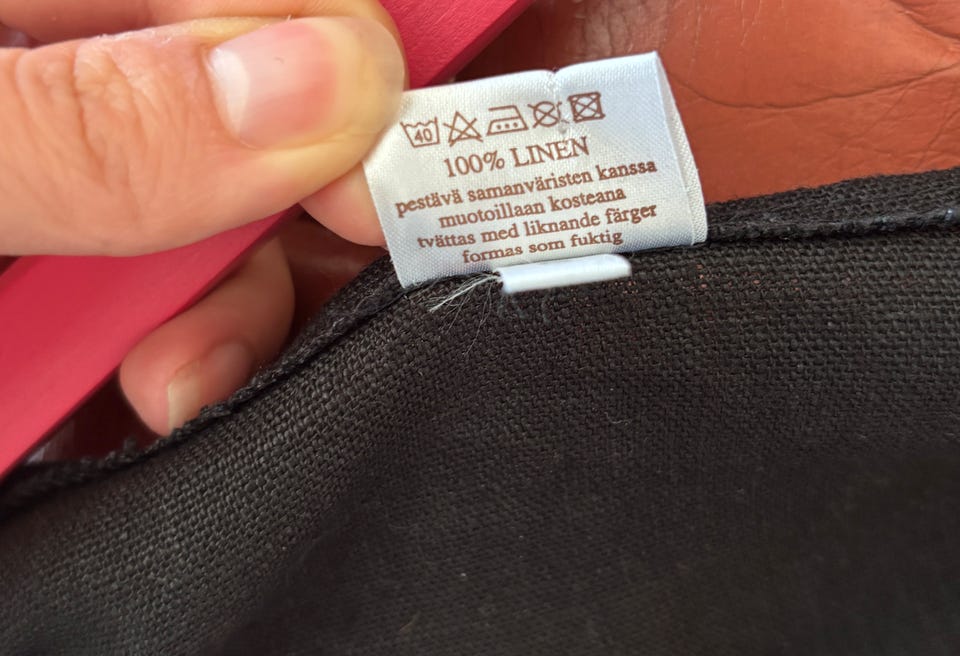 40
100% LINEN
pestävä samanväristen kanssa
muotoillaan kosteana
tvättas med liknande färger
formas som fuktig